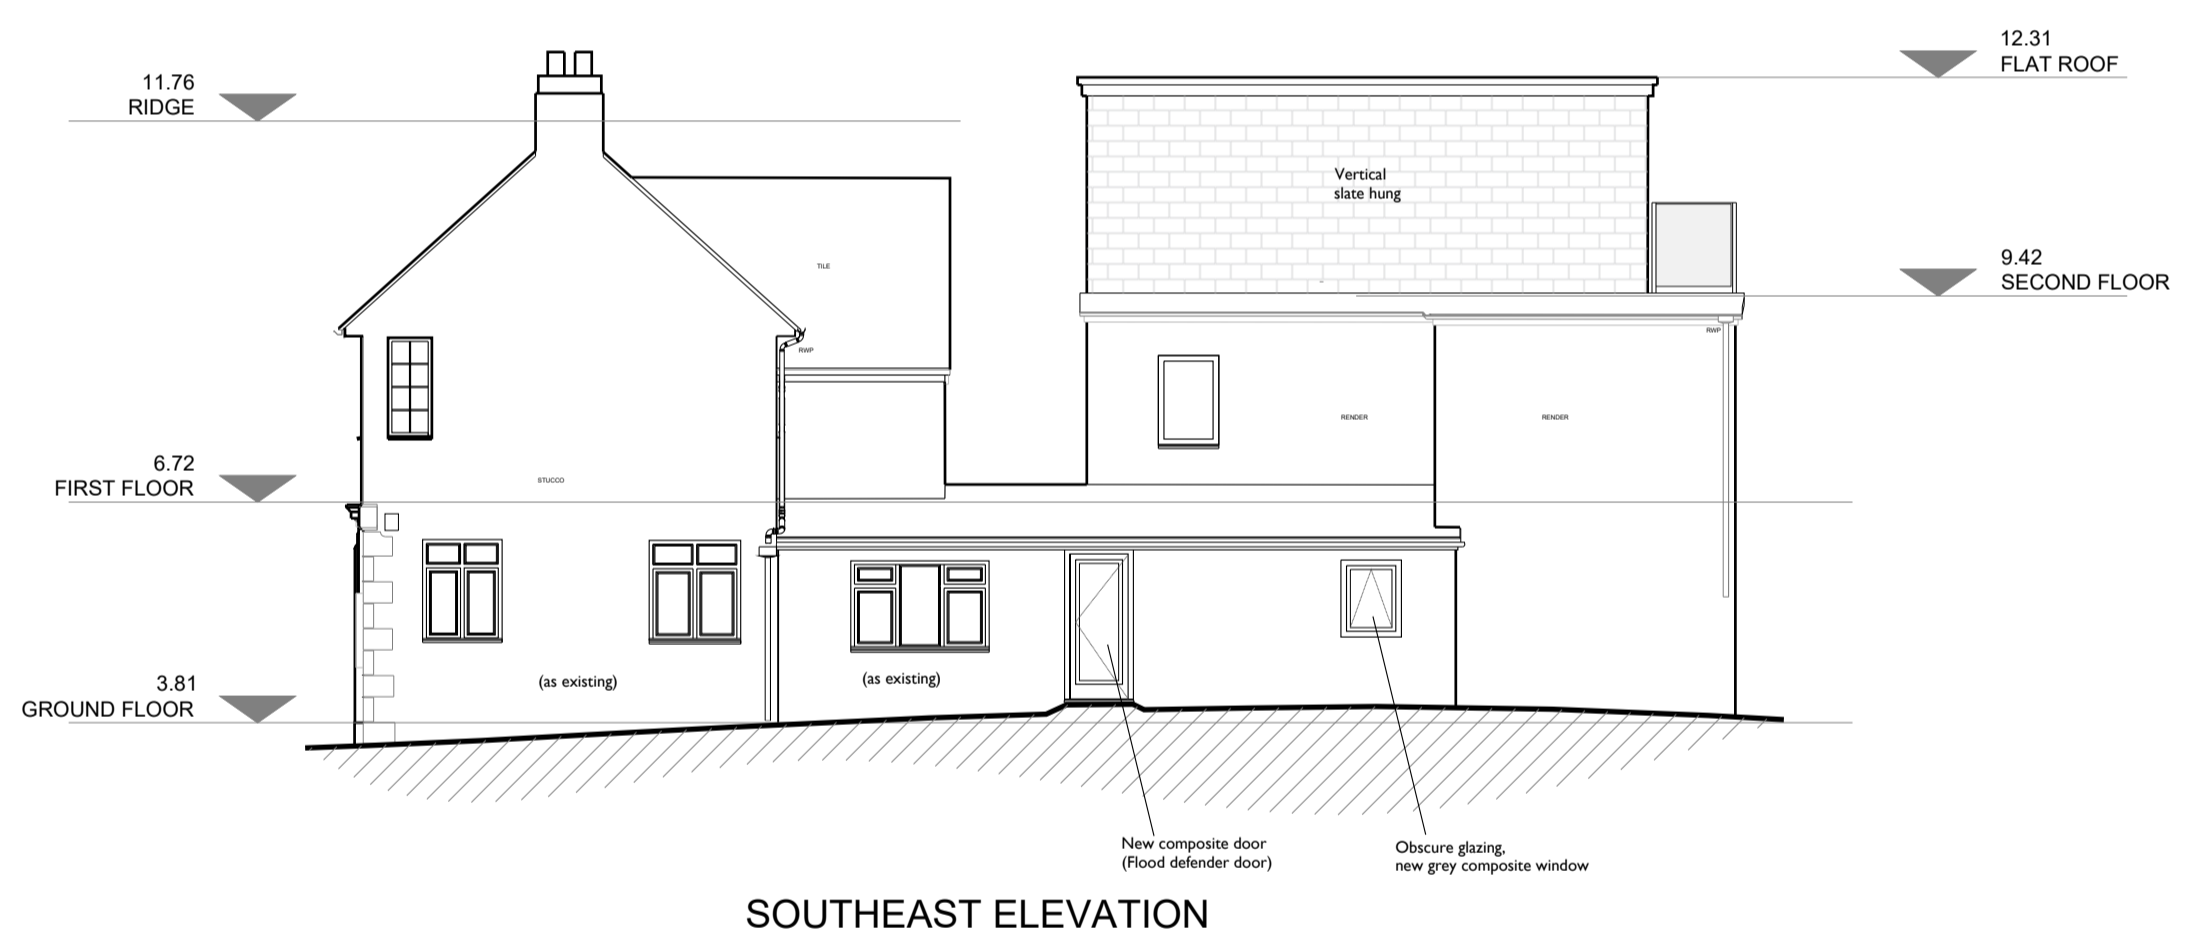 11.76
RIDGE
12.31
FLAT ROOF
Vertical
slate hung
TILE
9.42
SECOND FLOOR
RWP
RWP
RENDER
RENDER
6.72
FIRST FLOOR
STUCCO
3.81
GROUND FLOOR
(as existing)
(as existing)
New composite door
(Flood defender door)
Obscure glazing,
new grey composite window
SOUTHEAST ELEVATION